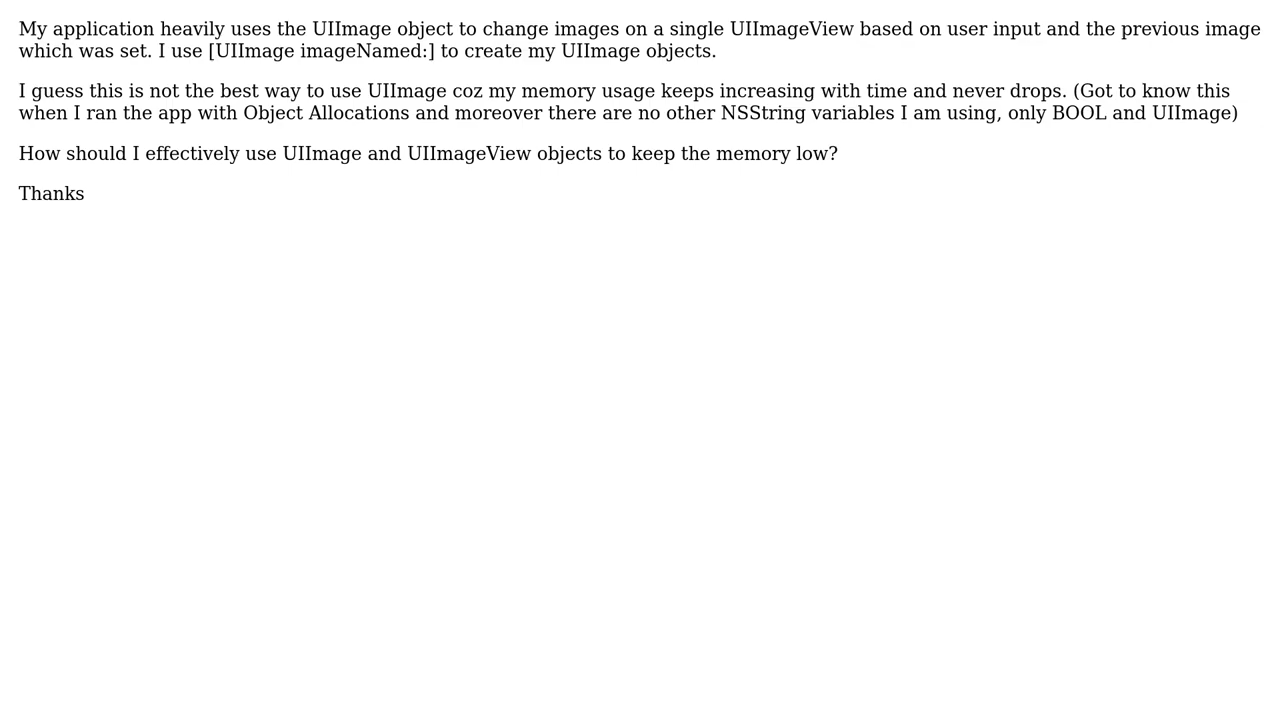 My application heavily uses the UIImage object to change images on a single UIImageView based on user input and the previous image
which was set. I use [UIImage imageNamed:] to create my UIImage objects.
I guess this is not the best way to use UIImage coz my memory usage keeps increasing with time and never drops. (Got to know this
when I ran the app with Object Allocations and moreover there are no other NSString variables I am using, only BOOL and UIImage)
How should I effectively use UIImage and UIImageView objects to keep the memory low?
Thanks